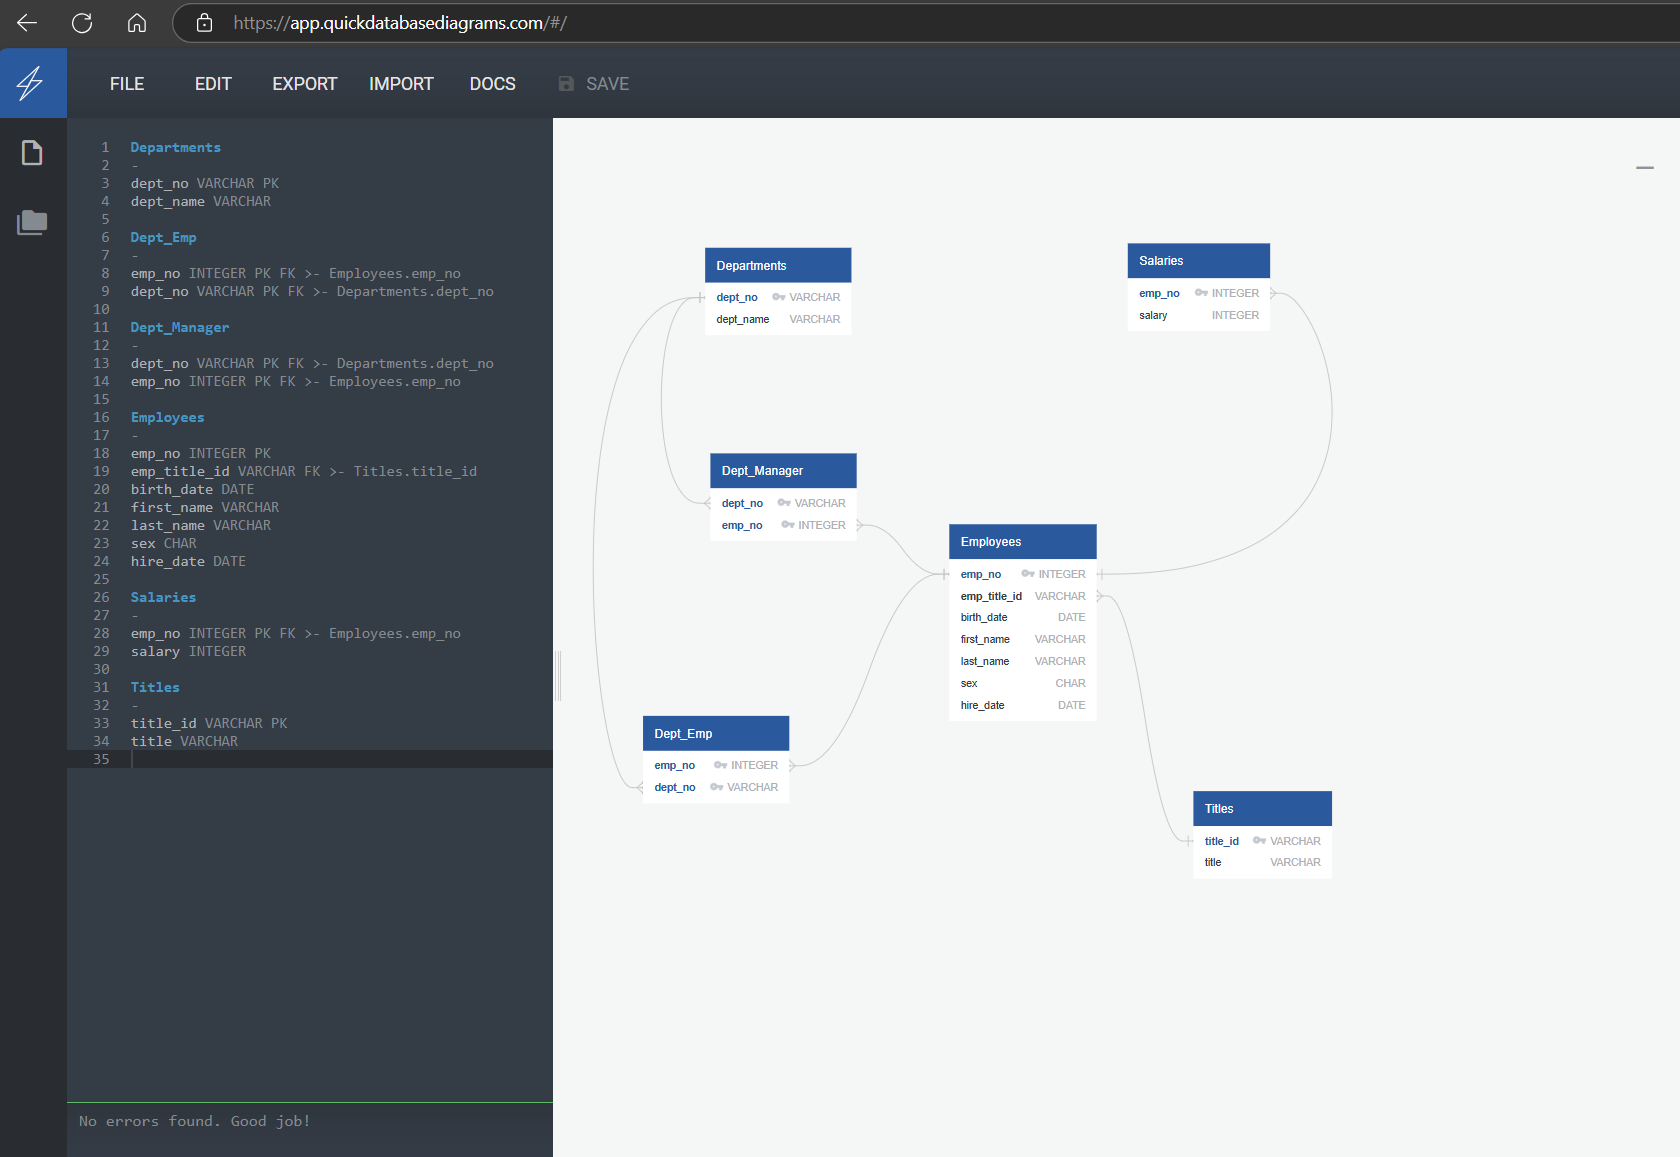 https://app.quickdatabasediagrams.com/#/
FILE EDIT EXPORT IMPORT DOCS SAVE
1 Departments
2 -
3 dept_no VARCHAR PK
4 dept_name VARCHAR
5
6 Dept_Emp
7 -
8 emp_no INTEGER PK FK >- Employees.emp_no
9 dept_no VARCHAR PK FK >- Departments.dept_no
10
11 Dept_Manager
12 -
13 dept_no VARCHAR PK FK >- Departments.dept_no
14 emp_no INTEGER PK FK >- Employees.emp_no
15
16 Employees
17 -
18 emp_no INTEGER PK
19 emp_title_id VARCHAR FK >- Titles.title_id
20 birth_date DATE
21 first_name VARCHAR
22 last_name VARCHAR
23 sex CHAR
24 hire_date DATE
25
26 Salaries
27 -
28 emp_no INTEGER PK FK >- Employees.emp_no
29 salary INTEGER
30
31 Titles
32 -
33 title_id VARCHAR PK
34 title VARCHAR
35
No errors found. Good job!
Departments
dept_no VARCHAR
dept_name VARCHAR
Salaries
emp_no INTEGER
salary INTEGER
Dept_Manager
dept_no VARCHAR
emp_no INTEGER
Employees
emp_no INTEGER
emp_title_id VARCHAR
birth_date DATE
first_name VARCHAR
last_name VARCHAR
sex CHAR
hire_date DATE
Dept_Emp
emp_no INTEGER
dept_no VARCHAR
Titles
title_id VARCHAR
title VARCHAR